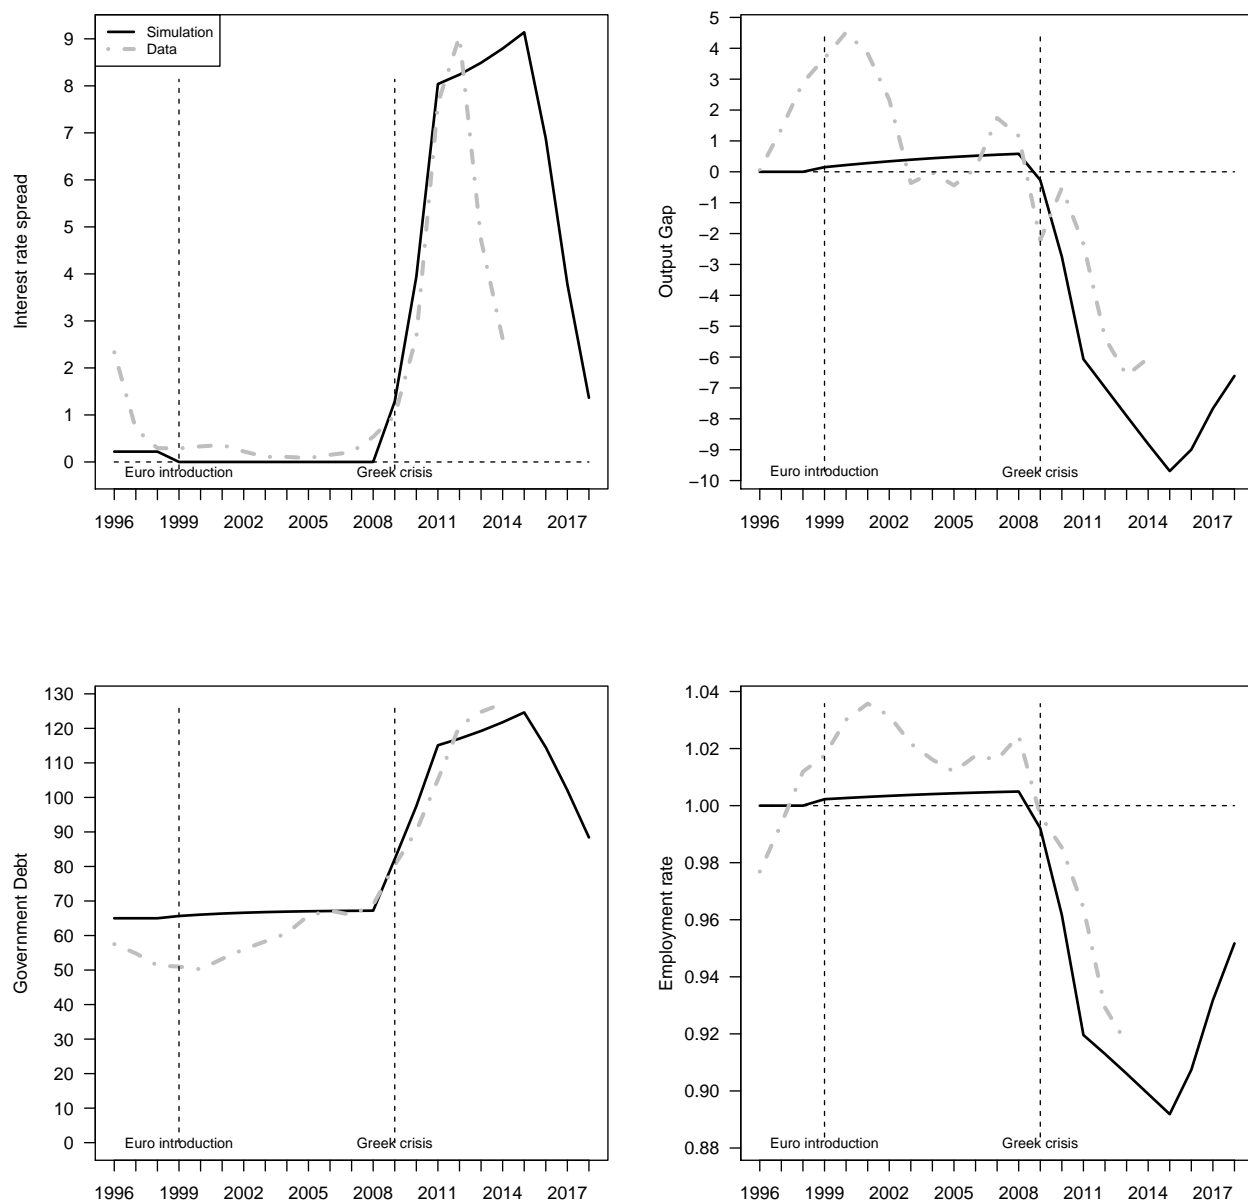 Interest rate spread
9
8
7
6
5
4
3
2
1
0
Simulation
Data
Euro introduction
Greek crisis
1996 1999 2002 2005 2008 2011 2014 2017
Output Gap
5
4
3
2
1
0
−1
−2
−3
−4
−5
−6
−7
−8
−9
−10
Euro introduction
Greek crisis
1996 1999 2002 2005 2008 2011 2014 2017
Government Debt
130
120
110
100
90
80
70
60
50
40
30
20
10
0
Euro introduction
Greek crisis
1996 1999 2002 2005 2008 2011 2014 2017
Employment rate
1.04
1.02
1.00
0.98
0.96
0.94
0.92
0.90
0.88
Euro introduction
Greek crisis
1996 1999 2002 2005 2008 2011 2014 2017